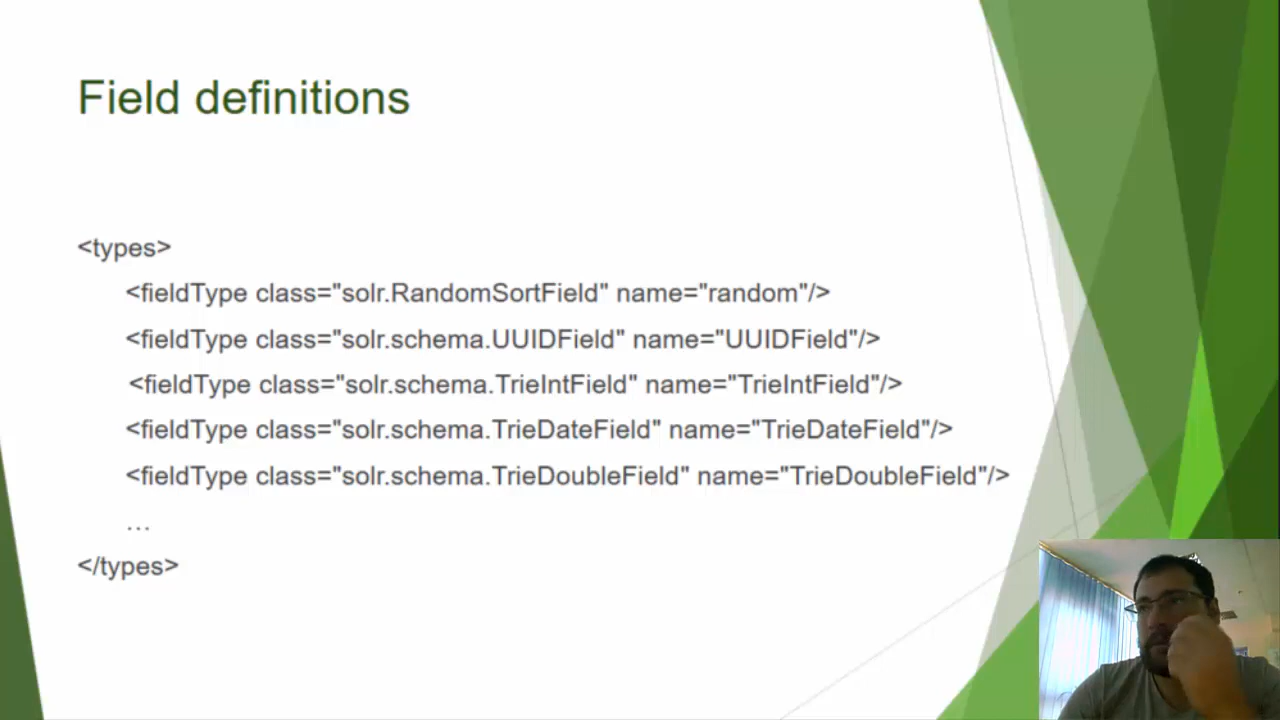 Field definitions
<types>
<fieldType class="solr.RandomSortField" name="random"/>
<fieldType class="solr.schema.UUIDField" name="UUIDField"/>
<fieldType class="solr.schema.TrieIntField" name="TrieIntField"/>
<fieldType class="solr.schema.TrieDateField" name="TrieDateField"/>
<fieldType class="solr.schema.TrieDoubleField" name="TrieDoubleField"/>
…
</types>